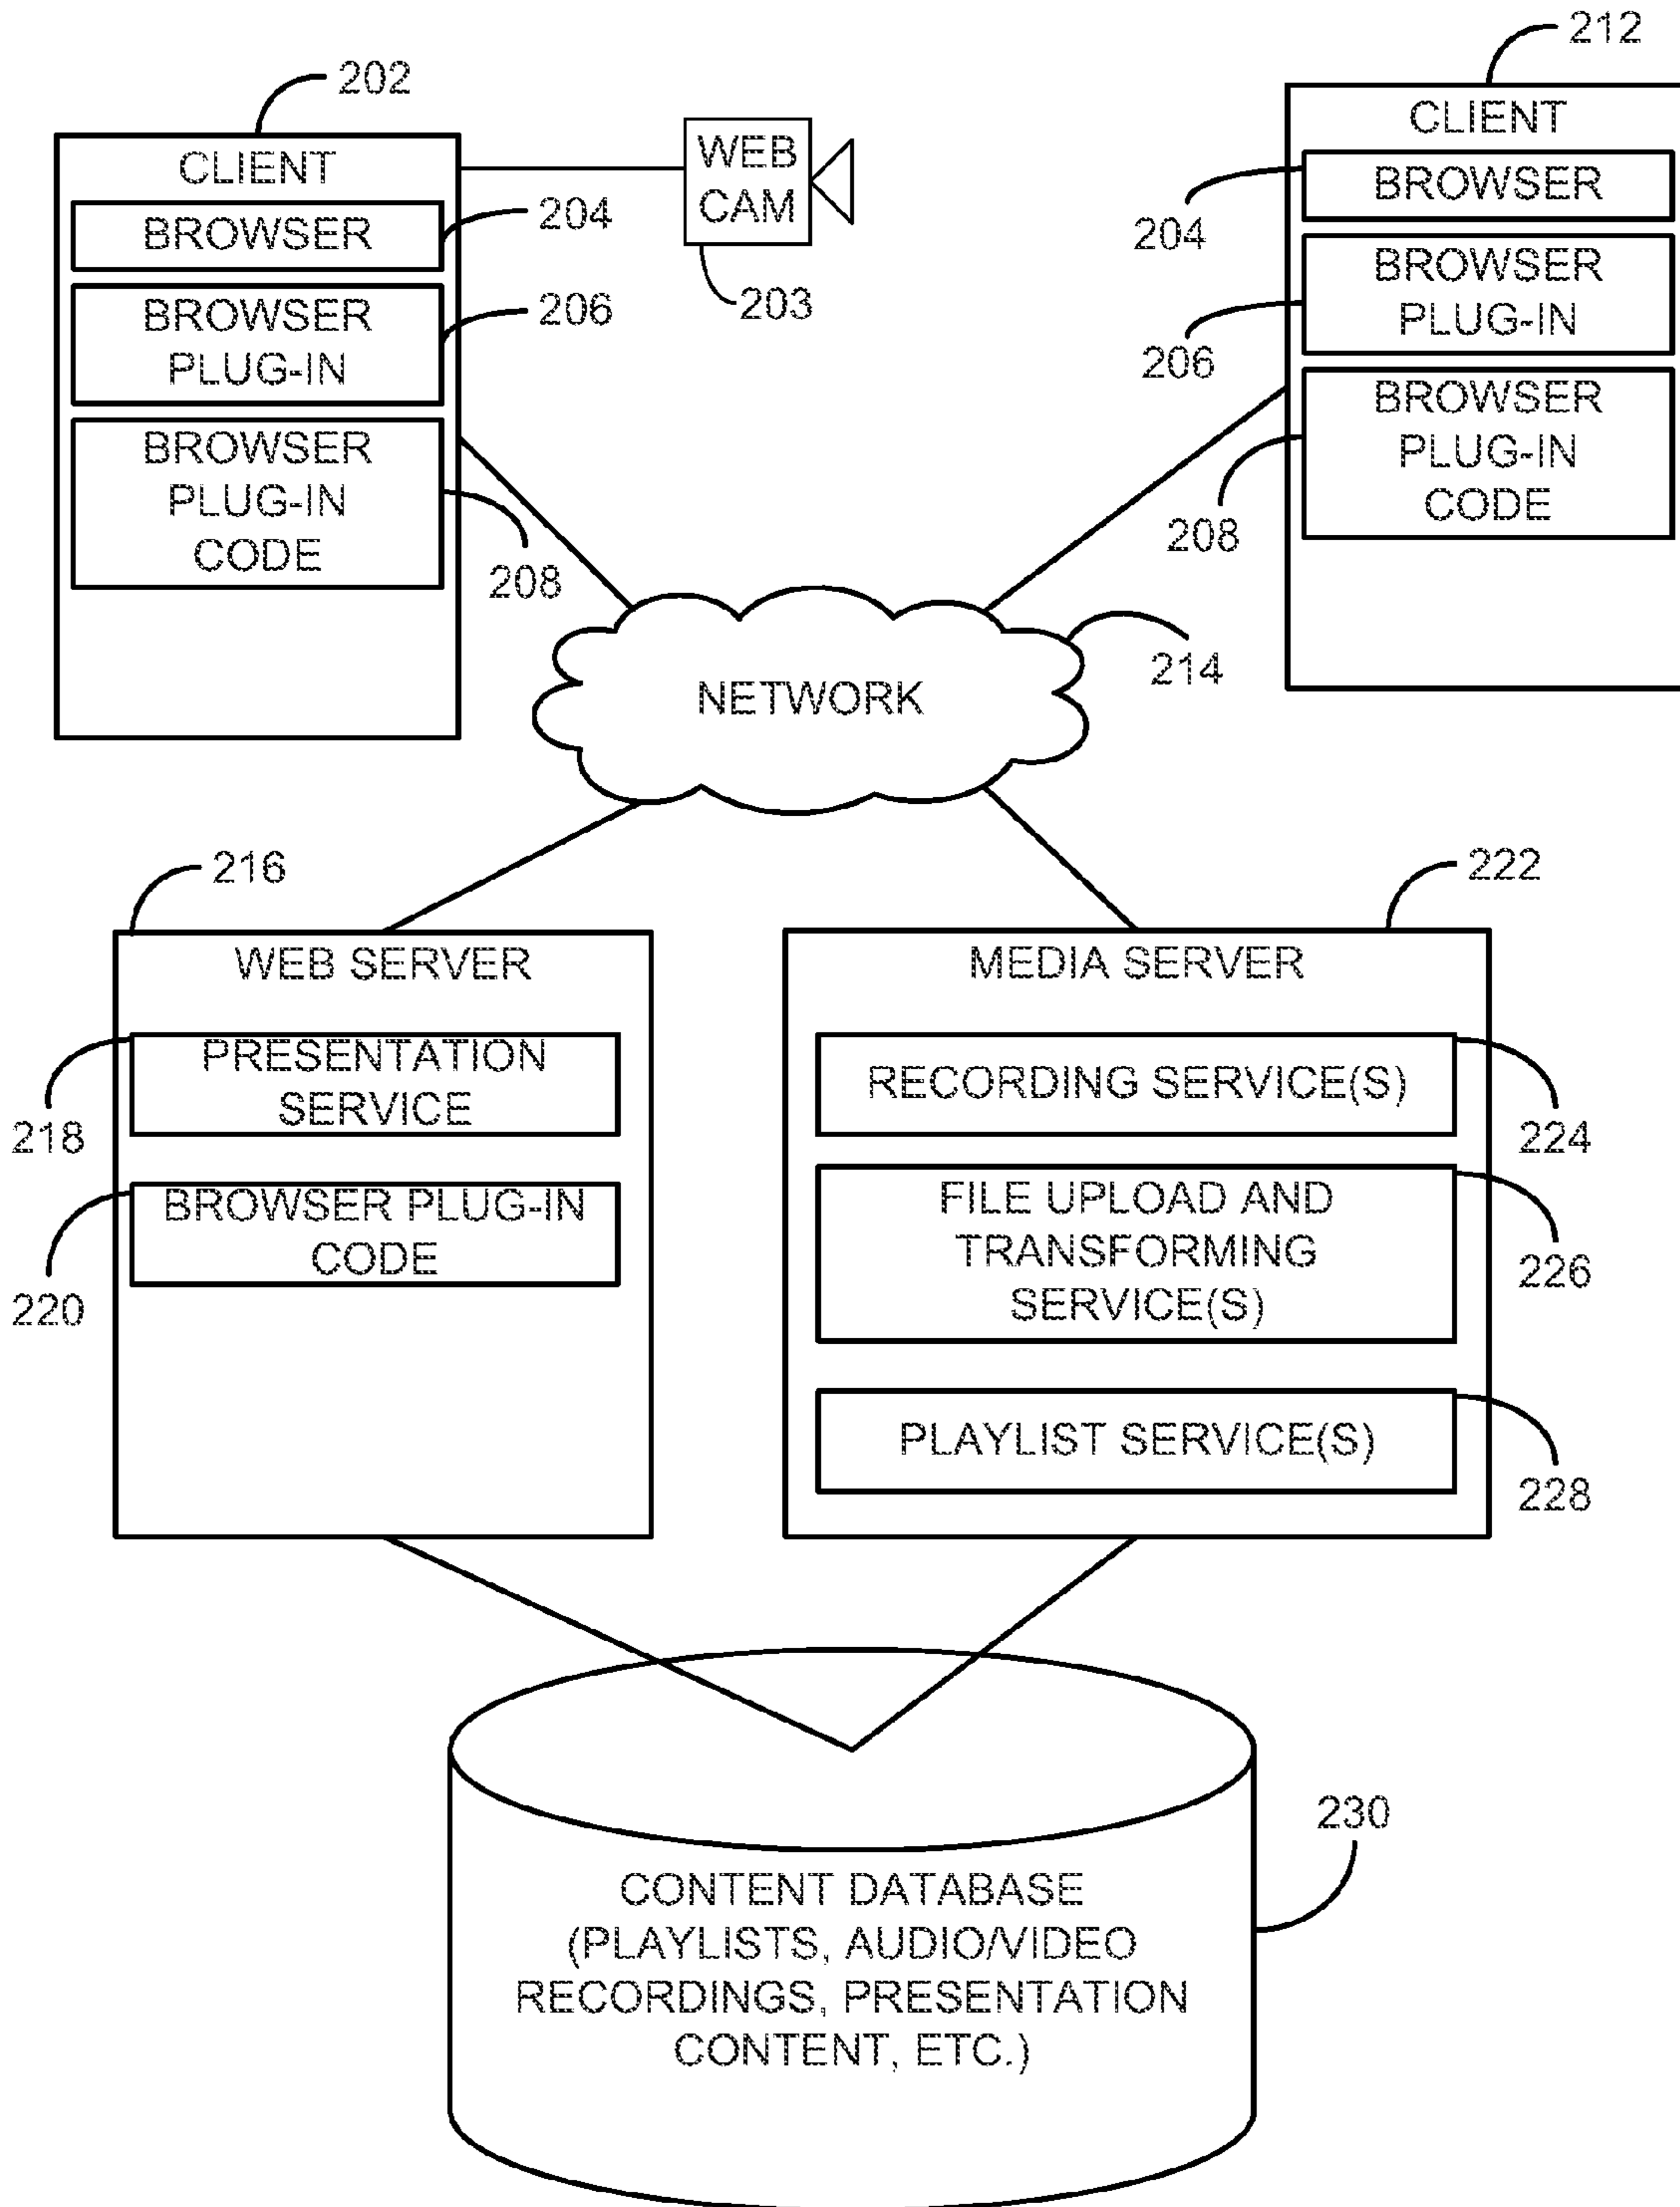 202
CLIENT
BROWSER
204
BROWSER
PLUG-IN
206
BROWSER
PLUG-IN
CODE
208
WEB
CAM
203
212
CLIENT
BROWSER
204
BROWSER
PLUG-IN
206
BROWSER
PLUG-IN
CODE
208
NETWORK
214
216
WEB SERVER
PRESENTATION
SERVICE
218
BROWSER PLUG-IN
CODE
220
222
MEDIA SERVER
RECORDING SERVICE(S)
224
FILE UPLOAD AND
TRANSFORMING
SERVICE(S)
226
PLAYLIST SERVICE(S)
228
230
CONTENT DATABASE
(PLAYLISTS, AUDIO/VIDEO
RECORDINGS, PRESENTATION
CONTENT, ETC.)